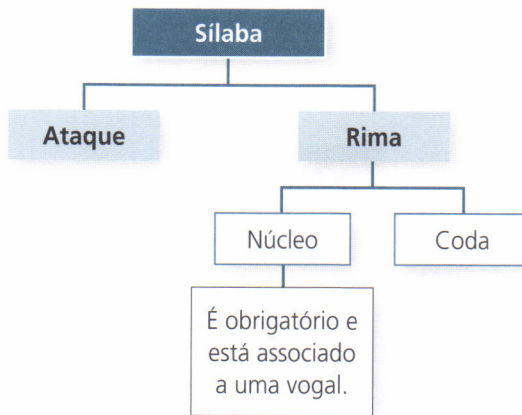 Sílaba
Ataque
Rima
Núcleo
Coda
É obrigatório e
está associado
a uma vogal.